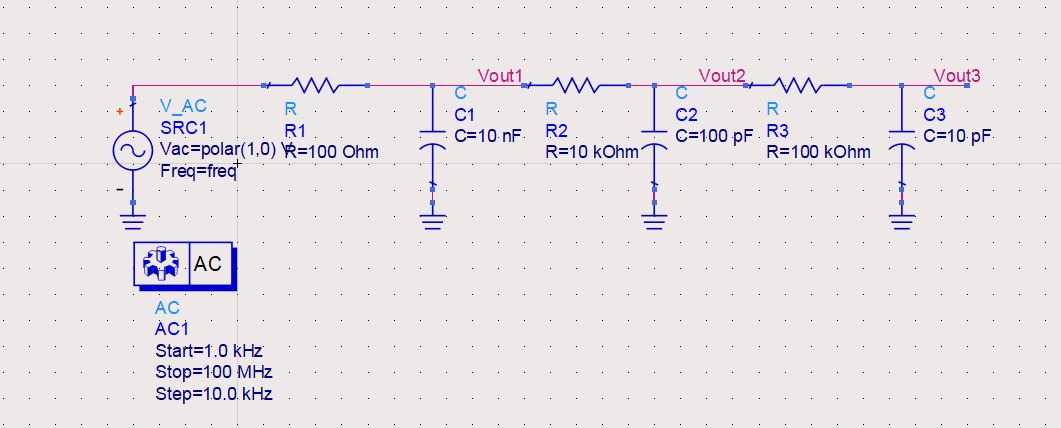 Vout1
Vout2
Vout3
+
V_AC
SRC1
Vac=polar(1,0) V
Freq=freq
-
R
R1
R=100 Ohm
C
C1
C=10 nF
R
R2
R=10 kOhm
C
C2
C=100 pF
R
R3
R=100 kOhm
C
C3
C=10 pF
AC
AC
AC1
Start=1.0 kHz
Stop=100 MHz
Step=10.0 kHz